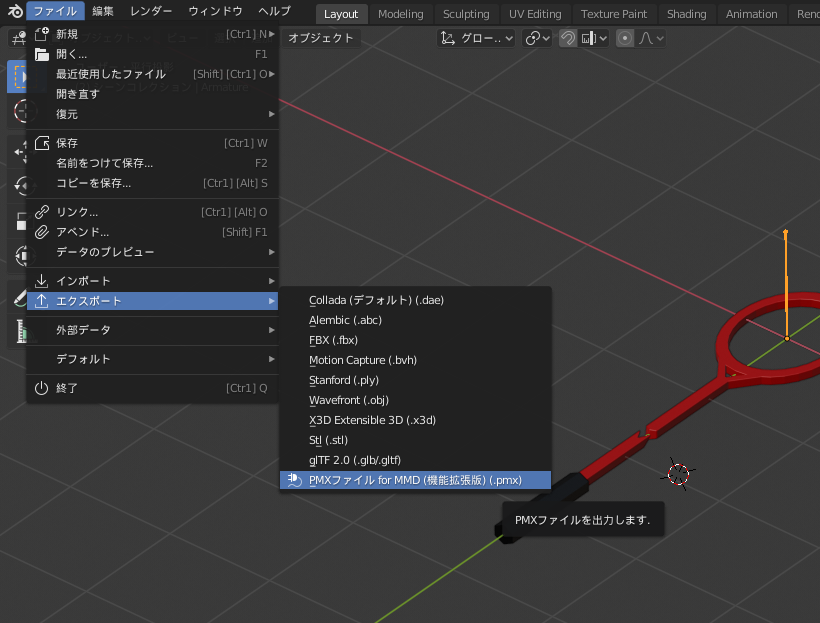 ファイル 編集 レンダー ウィンドウ ヘルプ Layout Modeling Sculpting UV Editing Texture Paint Shading Animation
オブジェクト グロー..
新規 [Ctrl] N
開く... F1
最近使用したファイル [Shift] [Ctrl] O
開き直す
復元
保存 [Ctrl] W
名前をつけて保存... F2
コピーを保存... [Ctrl] [Alt] S
リンク... [Ctrl] [Alt] O
アペンド... [Shift] F1
データのプレビュー
インポート
エクスポート
外部データ
デフォルト
終了 [Ctrl] Q
Collada (デフォルト) (.dae)
Alembic (.abc)
FBX (.fbx)
Motion Capture (.bvh)
Stanford (.ply)
Wavefront (.obj)
X3D Extensible 3D (.x3d)
Stl (.stl)
glTF 2.0 (.glb/.gltf)
PMXファイル for MMD (機能拡張版) (.pmx)
PMXファイルを出力します.